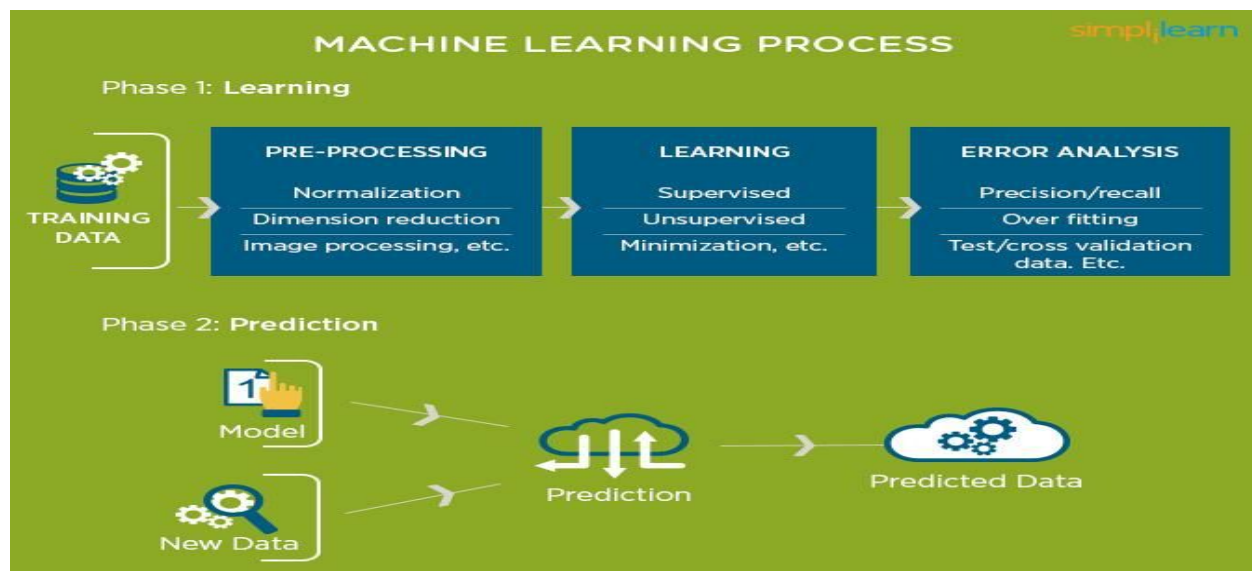 MACHINE LEARNING PROCESS
simplilearn
Phase 1: Learning
TRAINING
DATA
PRE-PROCESSING
Normalization
Dimension reduction
Image processing, etc.
LEARNING
Supervised
Unsupervised
Minimization, etc.
ERROR ANALYSIS
Precision/recall
Over fitting
Test/cross validation
data. Etc.
Phase 2: Prediction
1
Model
New Data
Prediction
Predicted Data